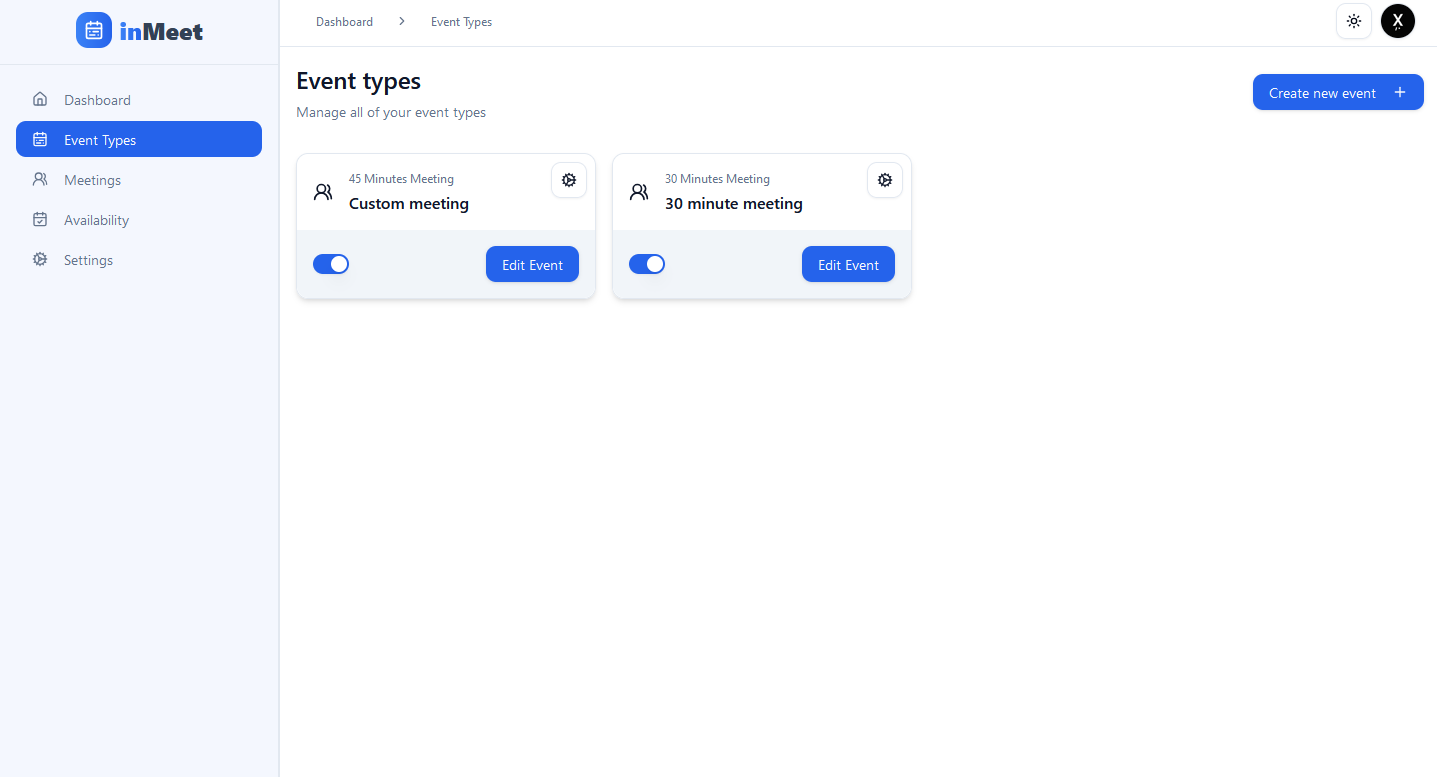 inMeet
Dashboard
Event Types
Meetings
Availability
Settings
Dashboard > Event Types
X
Event types
Manage all of your event types
Create new event +
45 Minutes Meeting
Custom meeting
Edit Event
30 Minutes Meeting
30 minute meeting
Edit Event